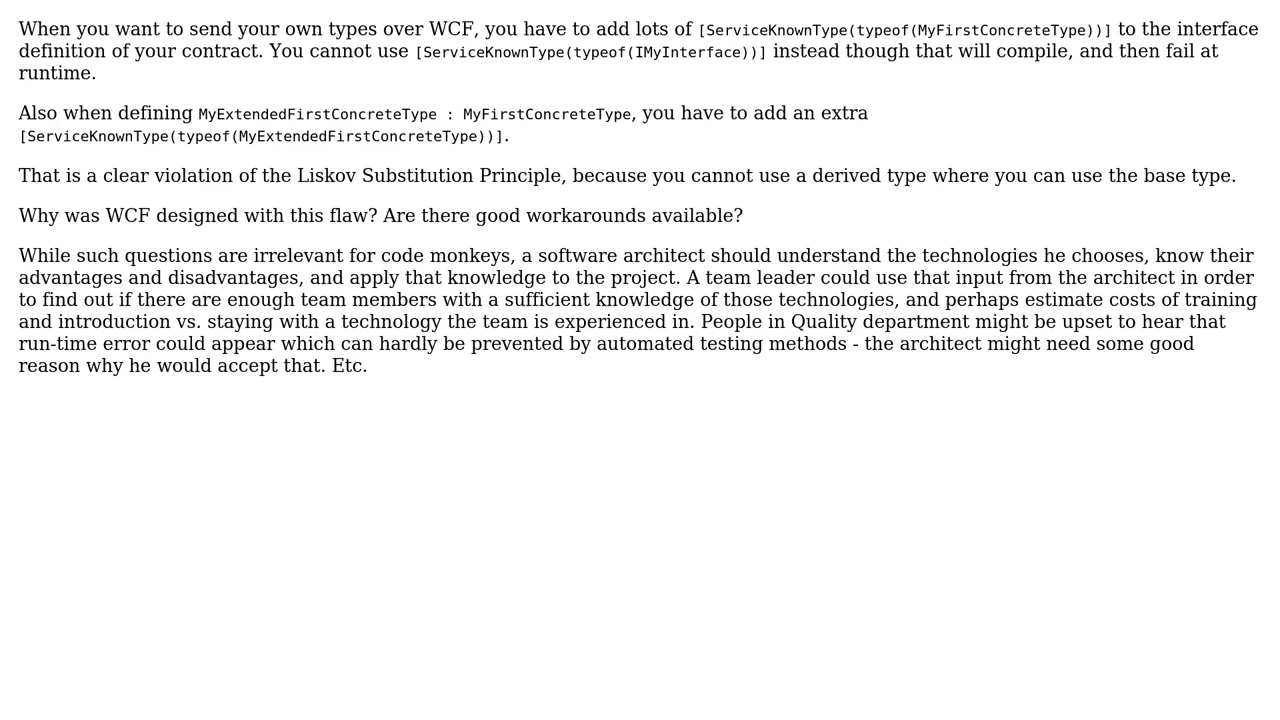 When you want to send your own types over WCF, you have to add lots of [ServiceKnownType(typeof(MyFirstConcreteType))] to the interface
definition of your contract. You cannot use [ServiceKnownType(typeof(IMyInterface))] instead though that will compile, and then fail at
runtime.
Also when defining MyExtendedFirstConcreteType : MyFirstConcreteType, you have to add an extra
[ServiceKnownType(typeof(MyExtendedFirstConcreteType))].
That is a clear violation of the Liskov Substitution Principle, because you cannot use a derived type where you can use the base type.
Why was WCF designed with this flaw? Are there good workarounds available?
While such questions are irrelevant for code monkeys, a software architect should understand the technologies he chooses, know their
advantages and disadvantages, and apply that knowledge to the project. A team leader could use that input from the architect in order
to find out if there are enough team members with a sufficient knowledge of those technologies, and perhaps estimate costs of training
and introduction vs. staying with a technology the team is experienced in. People in Quality department might be upset to hear that
run-time error could appear which can hardly be prevented by automated testing methods - the architect might need some good
reason why he would accept that. Etc.